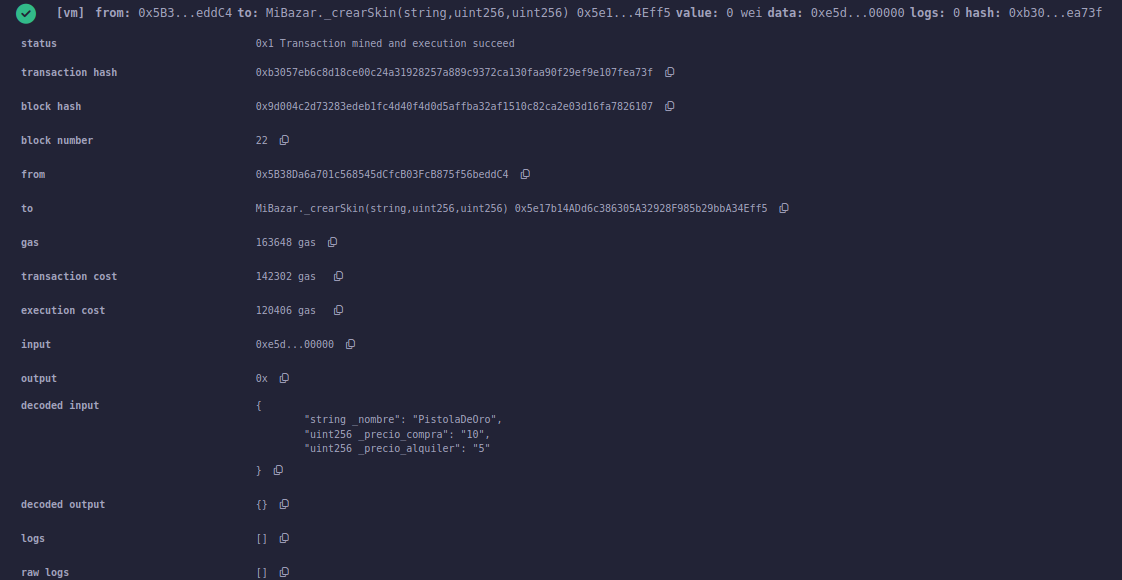 [vm] from: 0x5B3...eddC4 to: MiBazar._crearSkin(string,uint256,uint256) 0x5e1...4Eff5 value: 0 wei data: 0xe5d...00000 logs: 0 hash: 0xb30...ea73f
status 0x1 Transaction mined and execution succeed
transaction hash 0xb3057eb6c8d18ce00c24a31928257a889c9372ca130faa90f29ef9e107fea73f
block hash 0x9d004c2d73283edeb1fc4d40f4d0d5affba32af1510c82ca2e03d16fa7826107
block number 22
from 0x5B38Da6a701c568545dCfcB03FcB875f56beddC4
to MiBazar._crearSkin(string,uint256,uint256) 0x5e17b14ADd6c386305A32928F985b29bbA34Eff5
gas 163648 gas
transaction cost 142302 gas
execution cost 120406 gas
input 0xe5d...00000
output 0x
decoded input {
"string _nombre": "PistolaDeOro",
"uint256 _precio_compra": "10",
"uint256 _precio_alquiler": "5"
}
decoded output {}
logs []
raw logs []